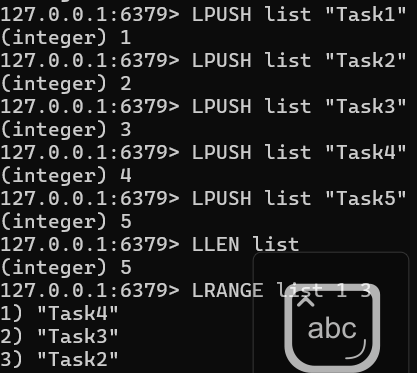 127.0.0.1:6379> LPUSH list "Task1"
(integer) 1
127.0.0.1:6379> LPUSH list "Task2"
(integer) 2
127.0.0.1:6379> LPUSH list "Task3"
(integer) 3
127.0.0.1:6379> LPUSH list "Task4"
(integer) 4
127.0.0.1:6379> LPUSH list "Task5"
(integer) 5
127.0.0.1:6379> LLEN list
(integer) 5
127.0.0.1:6379> LRANGE list 1 3
1) "Task4"
2) "Task3"
3) "Task2"
abc